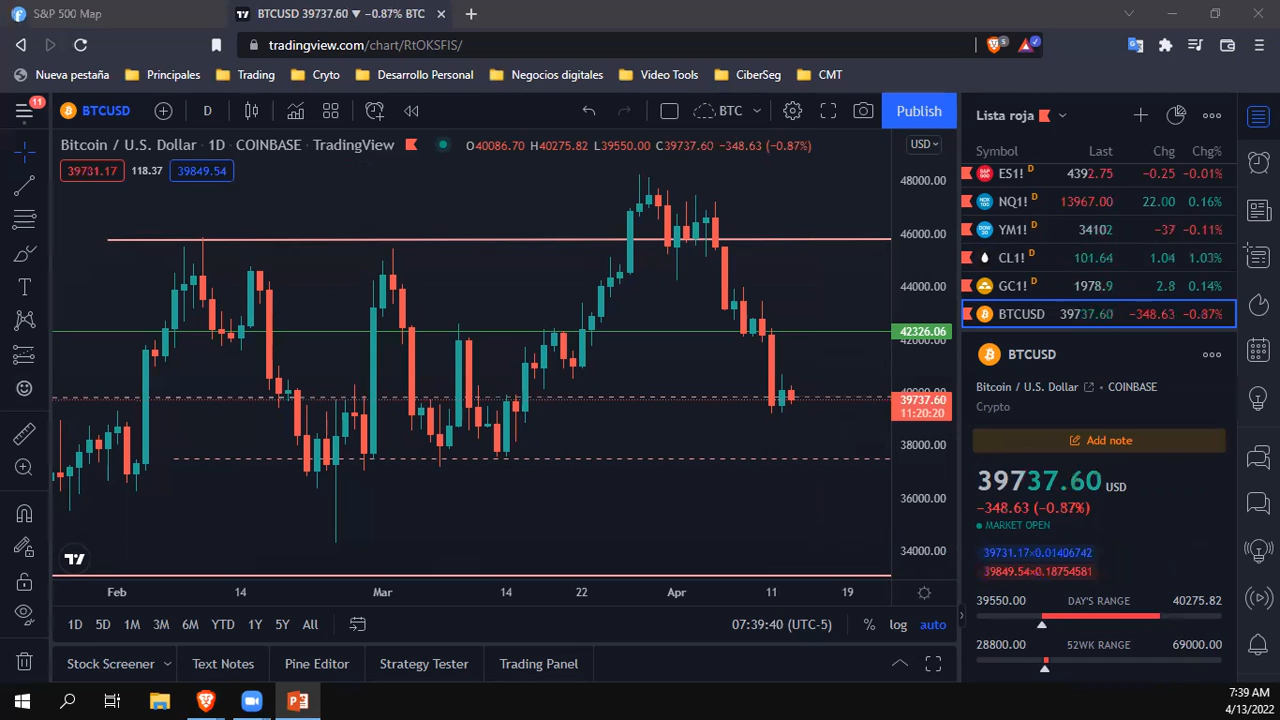 S&P 500 Map
BTCUSD 39737.60 ▼ −0.87% BTC
tradingview.com/chart/RtOKSFIS/
5
Nueva pestaña Principales Trading Cryto Desarrollo Personal Negocios digitales Video Tools CiberSeg CMT
11
BTCUSD D BTC Publish
Bitcoin / U.S. Dollar · 1D · COINBASE · TradingView O40086.70 H40275.82 L39550.00 C39737.60 −348.63 (−0.87%) USD
39731.17 118.37 39849.54
48000.00
46000.00
44000.00
42326.06
42000.00
40000.00
39737.60
11:20:20
38000.00
36000.00
34000.00
Feb 14 Mar 14 22 Apr 11 19
1D 5D 1M 3M 6M YTD 1Y 5Y All 07:39:40 (UTC-5) % log auto
Stock Screener Text Notes Pine Editor Strategy Tester Trading Panel
Lista roja
Symbol Last Chg Chg%
ES1! D 4392.75 −0.25 −0.01%
NQ1! D 13967.00 22.00 0.16%
YM1! D 34102 −37 −0.11%
CL1! D 101.64 1.04 1.03%
GC1! D 1978.9 2.8 0.14%
BTCUSD 39737.60 −348.63 −0.87%
BTCUSD
Bitcoin / U.S. Dollar • COINBASE
Crypto
Add note
39737.60 USD
−348.63 (−0.87%)
MARKET OPEN
39731.17×0.01406742
39849.54×0.18754581
39550.00 DAY'S RANGE 40275.82
28800.00 52WK RANGE 69000.00
7:39 AM
4/13/2022